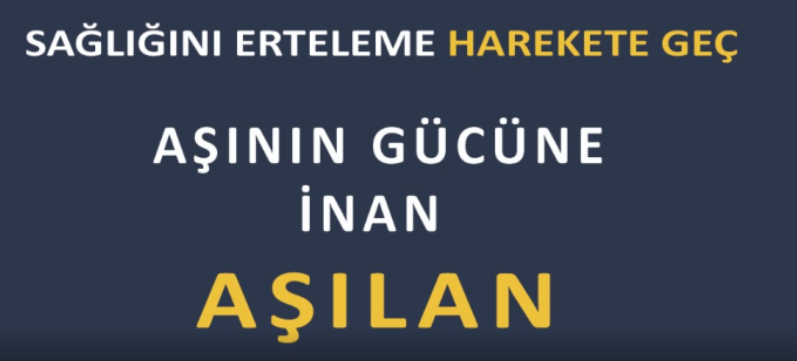 SAĞLIĞINI ERTELEME HAREKETE GEÇ
AŞININ GÜCÜNE
İNAN
AŞILAN